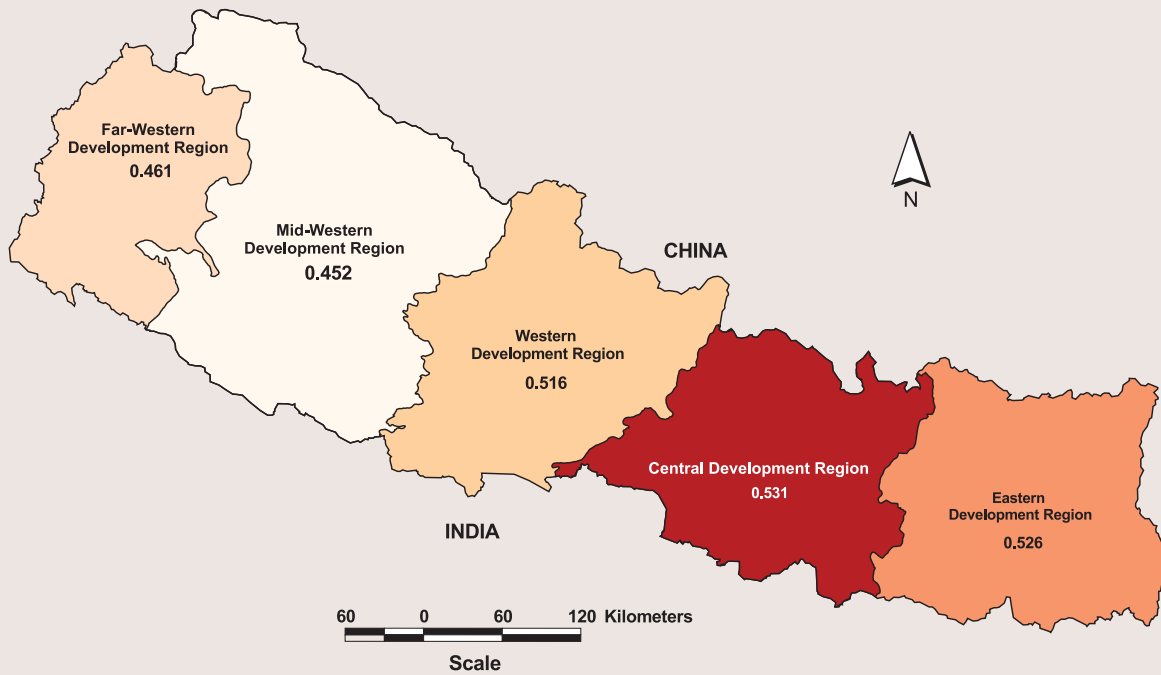 Far-Western
Development Region
0.461
Mid-Western
Development Region
0.452
N
CHINA
Western
Development Region
0.516
Central Development Region
0.531
Eastern
Development Region
0.526
INDIA
60 0 60 120 Kilometers
Scale